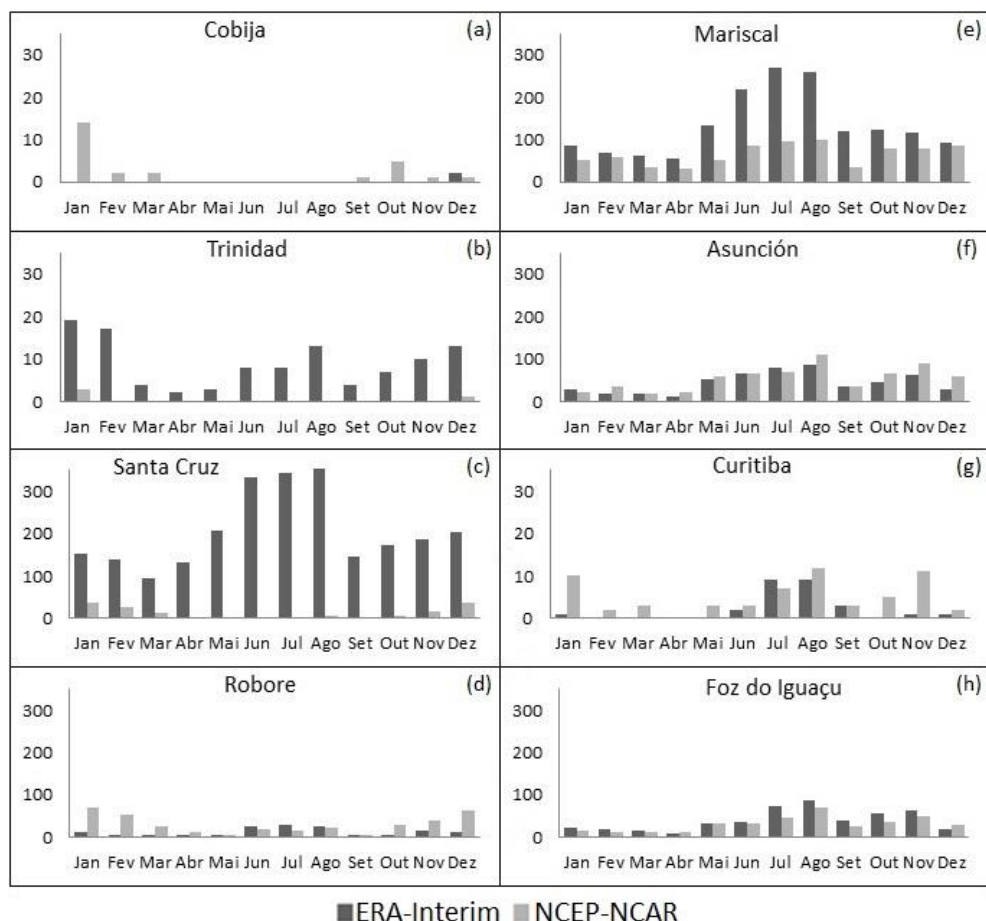 Cobija (a)
30
20
10
0
Jan Fev Mar Abr Mai Jun Jul Ago Set Out Nov Dez
Trinidad (b)
30
20
10
0
Jan Fev Mar Abr Mai Jun Jul Ago Set Out Nov Dez
Santa Cruz (c)
300
200
100
0
Jan Fev Mar Abr Mai Jun Jul Ago Set Out Nov Dez
Robore (d)
300
200
100
0
Jan Fev Mar Abr Mai Jun Jul Ago Set Out Nov Dez
Mariscal (e)
300
200
100
0
Jan Fev Mar Abr Mai Jun Jul Ago Set Out Nov Dez
Asunción (f)
300
200
100
0
Jan Fev Mar Abr Mai Jun Jul Ago Set Out Nov Dez
Curitiba (g)
30
20
10
0
Jan Fev Mar Abr Mai Jun Jul Ago Set Out Nov Dez
Foz do Iguaçu (h)
300
200
100
0
Jan Fev Mar Abr Mai Jun Jul Ago Set Out Nov Dez
ERA-Interim NCEP-NCAR